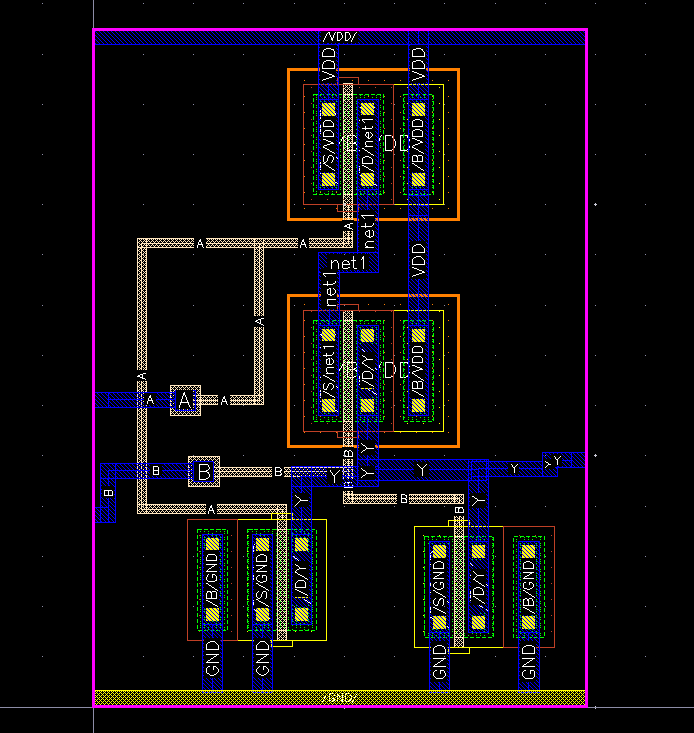 /VDD/
VDD
VDD
/S/VDD
/D/net1
/B/VDD
A
net1
A
A
net1
VDD
net1
A
/S/net1
/D/Y
/B/VDD
A
A
A
A
B
Y
B
B
Y
Y
Y
Y
Y
Y
B
B
B
Y
Y
A
B
/B/GND
/S/GND
/D/Y
/S/GND
/D/Y
/B/GND
GND
GND
GND
GND
/GND/